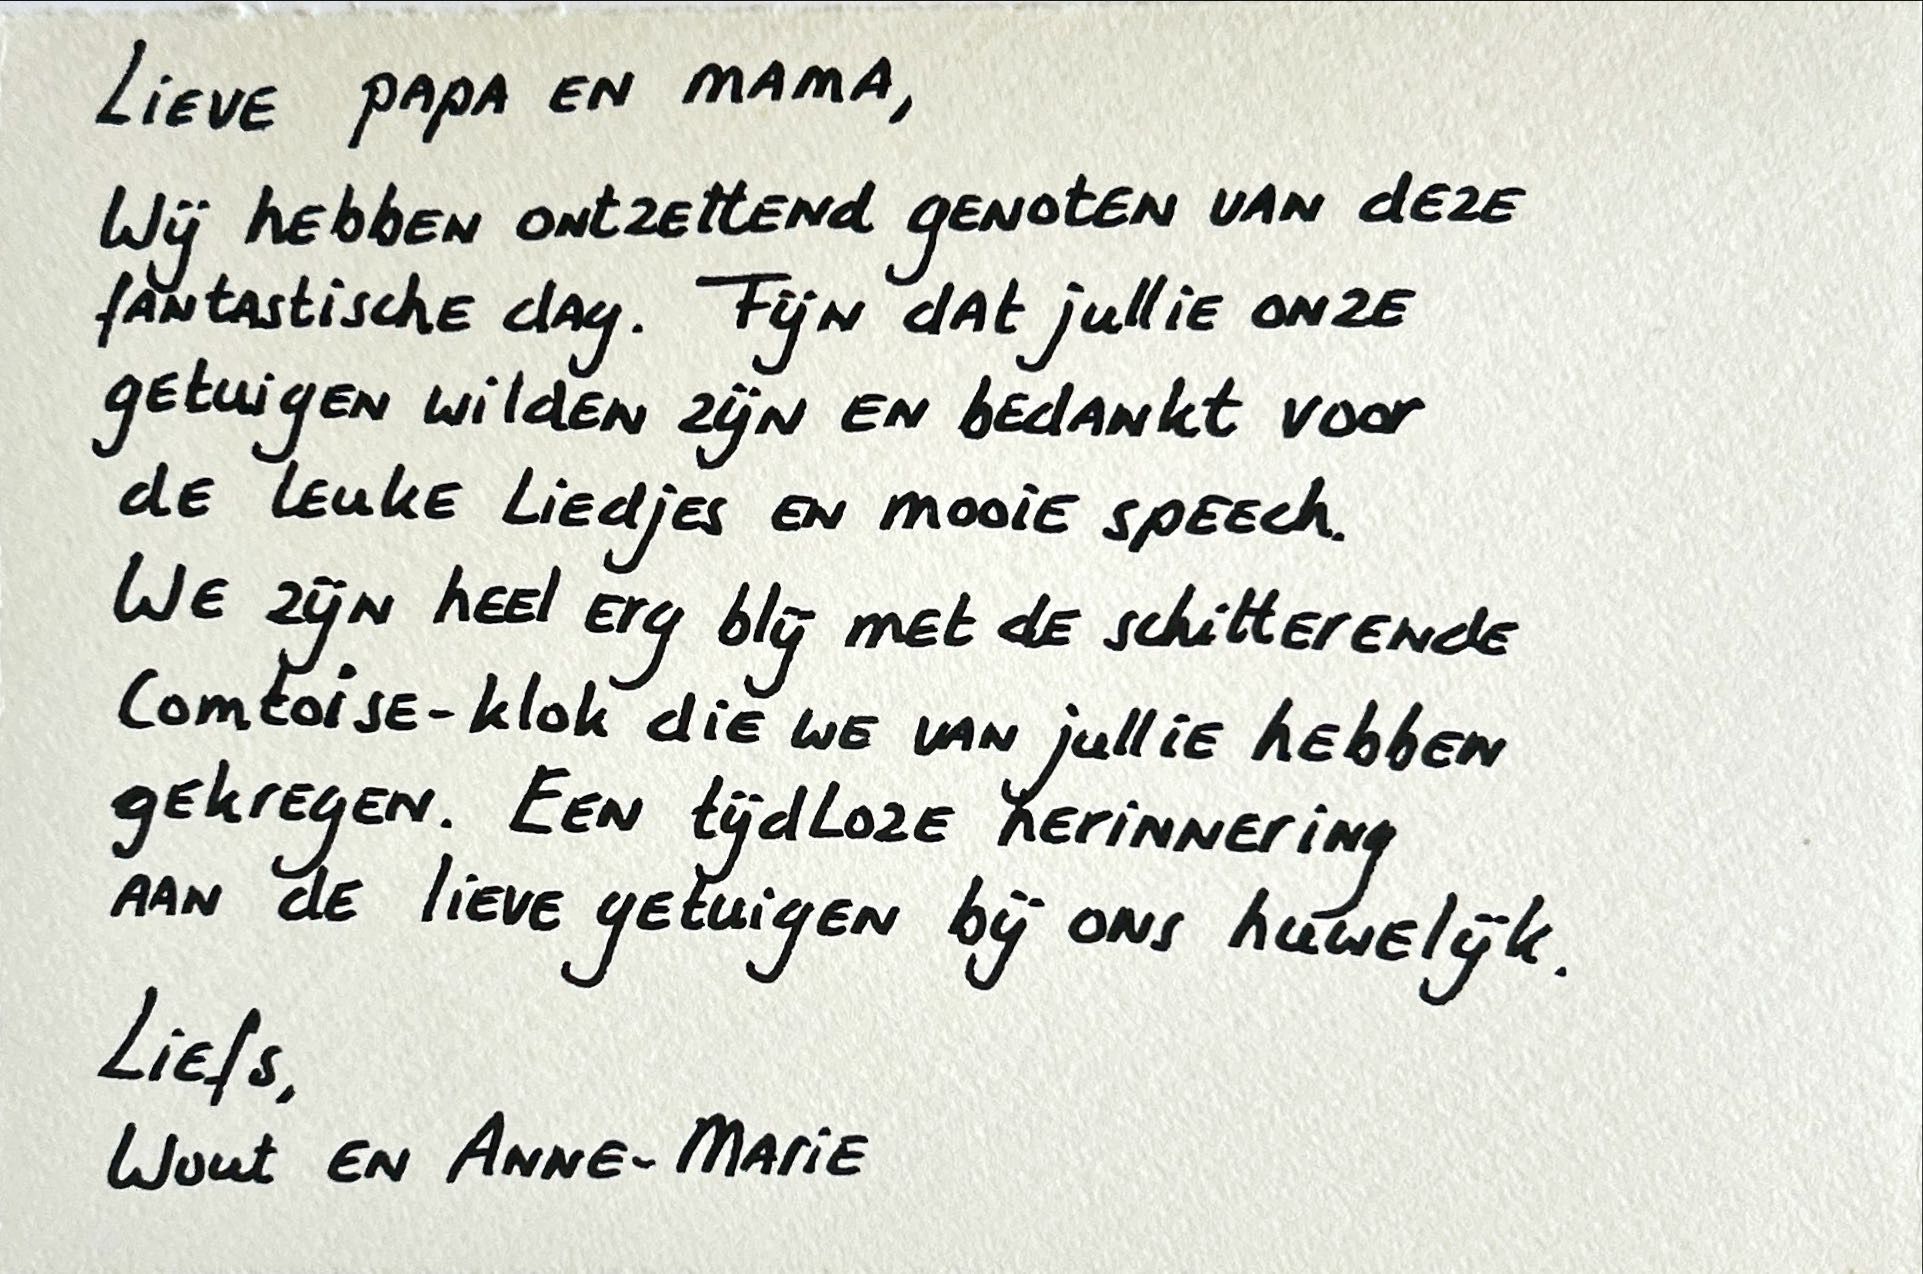 Lieve papa en mama,
Wij hebben ontzettend genoten van deze
fantastische dag. Fijn dat jullie onze
getuigen wilden zijn en bedankt voor
de leuke liedjes en mooie speech.
We zijn heel erg blij met de schitterende
Comtoise-klok die we van jullie hebben
gekregen. Een tijdloze herinnering
aan de lieve getuigen bij ons huwelijk.
Liefs,
Wout en Anne-Marie